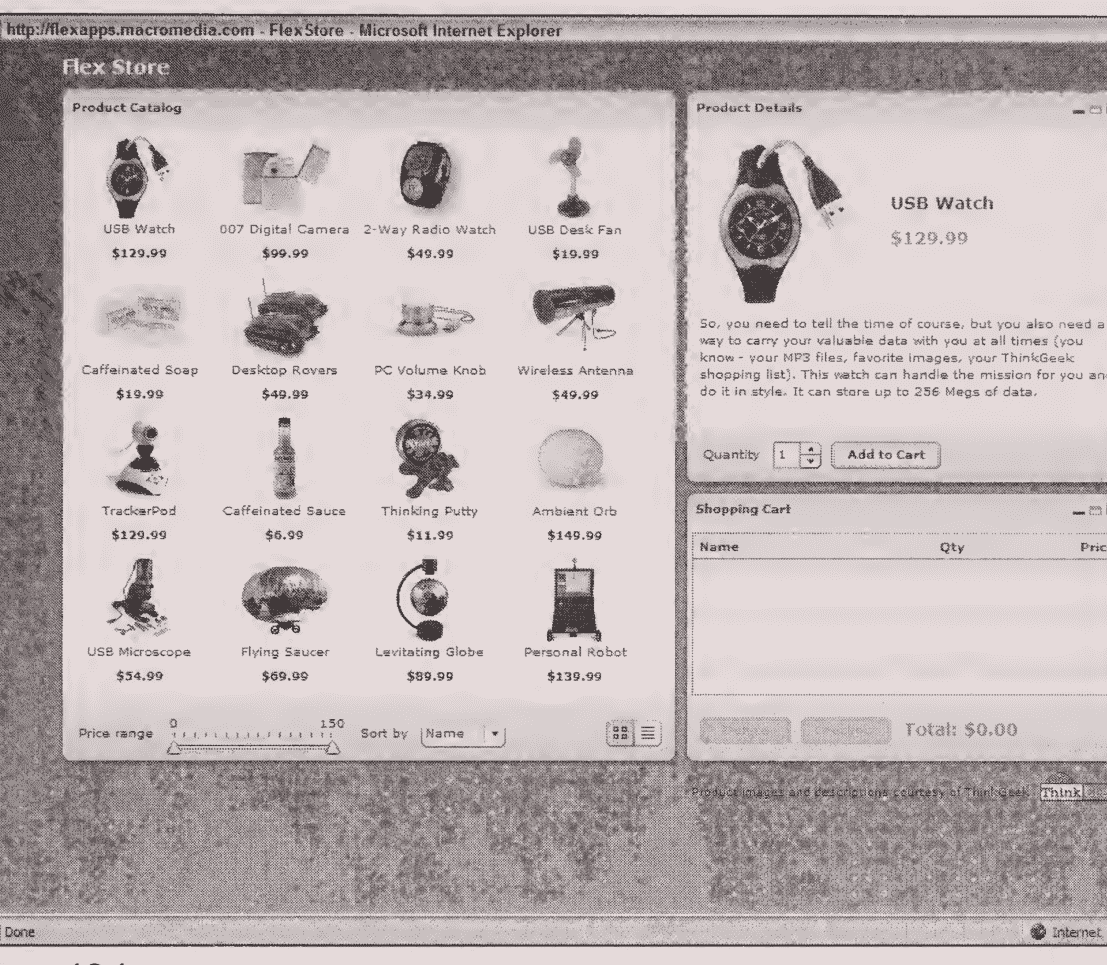 http://flexapps.macromedia.com - FlexStore - Microsoft Internet Explorer
Flex Store
Product Catalog
USB Watch 007 Digital Camera 2-Way Radio Watch USB Desk Fan
$129.99 $99.99 $49.99 $19.99
Caffeinated Soap Desktop Rovers PC Volume Knob Wireless Antenna
$19.99 $49.99 $34.99 $49.99
TrackerPod Caffeinated Sauce Thinking Putty Ambient Orb
$129.99 $6.99 $11.99 $149.99
USB Microscope Flying Saucer Levitating Globe Personal Robot
$54.99 $69.99 $89.99 $139.99
Price range 0 150 Sort by Name
Product Details
USB Watch
$129.99
So, you need to tell the time of course, but you also need a
way to carry your valuable data with you at all times (you
know - your MP3 files, favorite images, your ThinkGeek
shopping list). This watch can handle the mission for you an
do it in style. It can store up to 256 Megs of data.
Quantity 1 Add to Cart
Shopping Cart
Name Qty Pric
Total: $0.00
Product images and descriptions courtesy of ThinkGeek Think
Done Internet